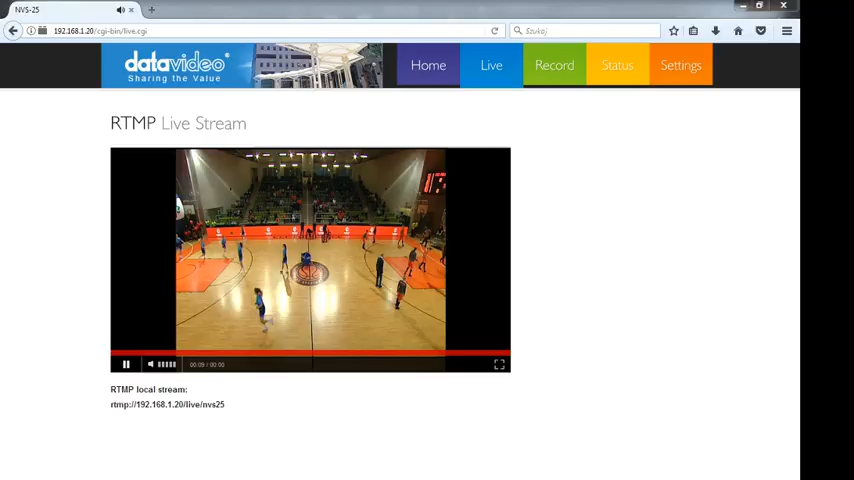 NVS-25
192.168.1.20/cgi-bin/live.cgi
Szukaj
datavideo®
Sharing the Value
Home
Live
Record
Status
Settings
RTMP Live Stream
00:09 / 00:00
RTMP local stream:
rtmp://192.168.1.20/live/nvs25